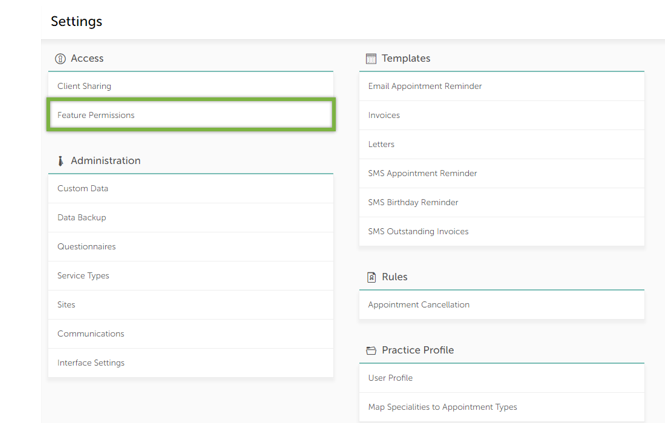 Settings
Access
Client Sharing
Feature Permissions
Administration
Custom Data
Data Backup
Questionnaires
Service Types
Sites
Communications
Interface Settings
Templates
Email Appointment Reminder
Invoices
Letters
SMS Appointment Reminder
SMS Birthday Reminder
SMS Outstanding Invoices
Rules
Appointment Cancellation
Practice Profile
User Profile
Map Specialities to Appointment Types